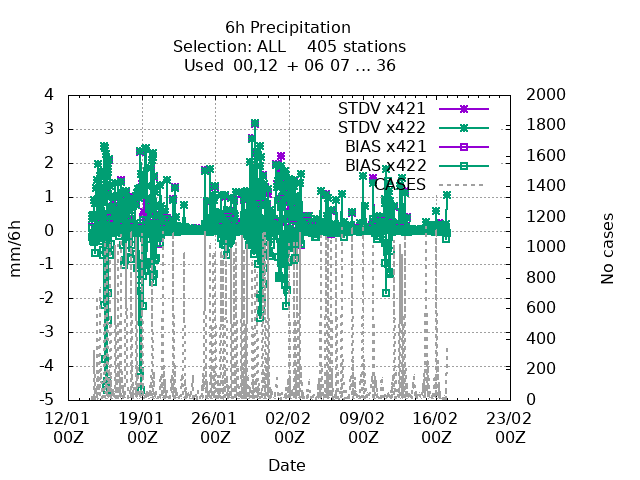 6h Precipitation
Selection: ALL    405 stations
Used  00,12  + 06 07 ... 36
STDV x421
STDV x422
BIAS x421
BIAS x422
CASES
4
3
2
1
0
-1
-2
-3
-4
-5
mm/6h
2000
1800
1600
1400
1200
1000
800
600
400
200
0
No cases
12/01 19/01 26/01 02/02 09/02 16/02 23/02
00Z 00Z 00Z 00Z 00Z 00Z 00Z
Date